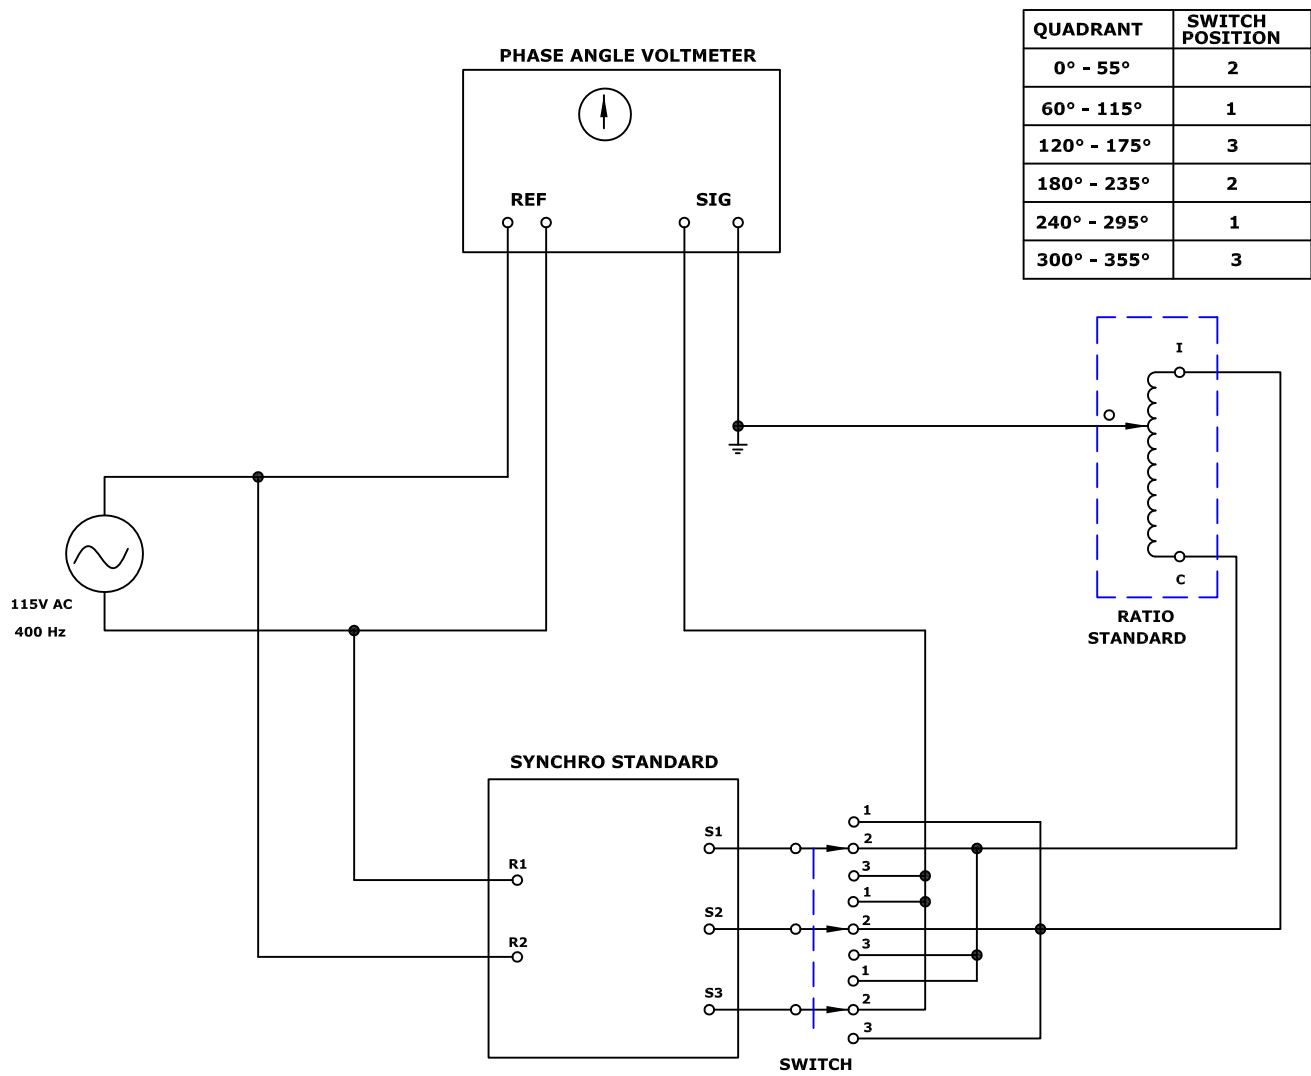 QUADRANT
SWITCH
POSITION
0° - 55°
2
60° - 115°
1
120° - 175°
3
180° - 235°
2
240° - 295°
1
300° - 355°
3
PHASE ANGLE VOLTMETER
REF
SIG
I
C
RATIO
STANDARD
115V AC
400 Hz
SYNCHRO STANDARD
R1
R2
S1
S2
S3
1
2
3
1
2
3
1
2
3
SWITCH